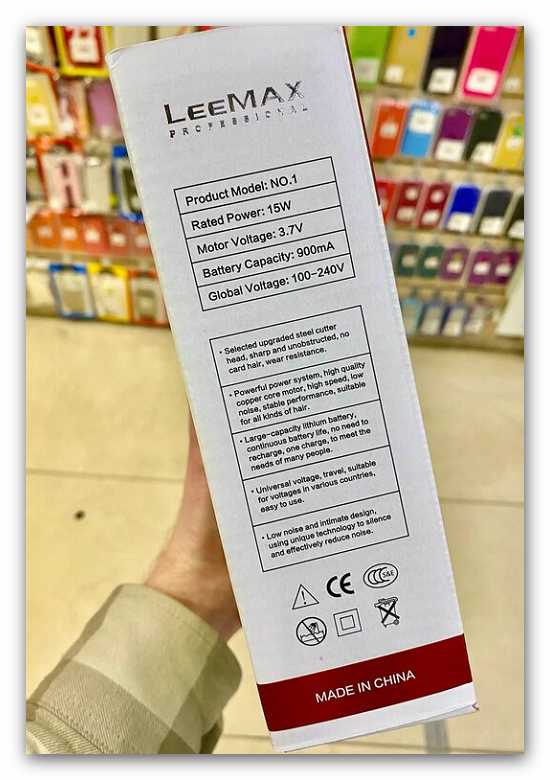 LEEMAX
PROFESSIONAL
Product Model: NO.1
Rated Power: 15W
Motor Voltage: 3.7V
Battery Capacity: 900mA
Global Voltage: 100-240V
· Selected upgraded steel cutter
head, sharp and unobstructed, no
card hair, wear resistance.
· Powerful power system, high quality
copper core motor, high speed, low
noise, stable performance, suitable
for all kinds of hair.
· Large-capacity lithium battery,
continuous battery life, no need to
recharge, one charge, to meet the
needs of many people.
· Universal voltage, travel, suitable
for voltages in various countries,
easy to use.
· Low noise and intimate design,
using unique technology to silence
and effectively reduce noise.
CE
CCC S&E
MADE IN CHINA